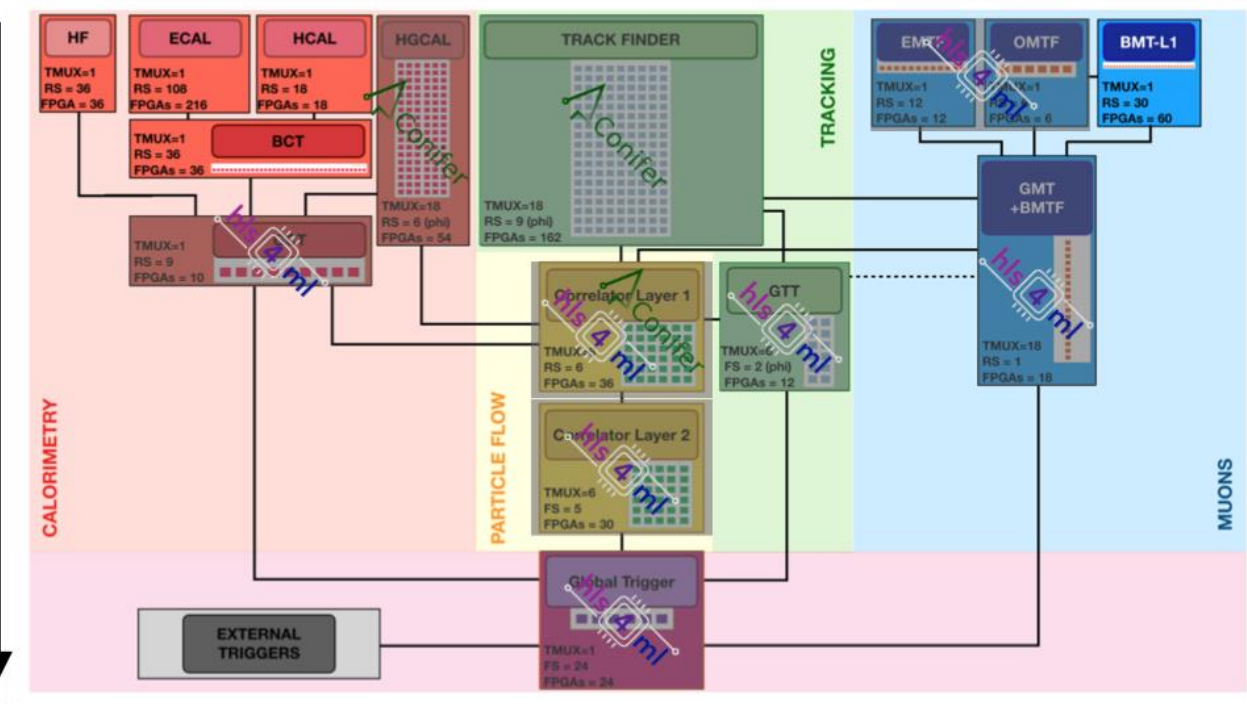 HF
TMUX=1
RS = 36
FPGA = 36
ECAL
TMUX=1
RS = 108
FPGAs = 216
HCAL
TMUX=1
RS = 18
FPGAs = 18
BCT
TMUX=1
RS = 36
FPGAs = 36
HGCAL
Conifer
TMUX=18
RS = 6 (phi)
FPGAs = 54
TMUX=1
RS = 9
FPGAs = 10
hls 4 ml
CALORIMETRY
TRACK FINDER
Conifer
TMUX=18
RS = 9 (phi)
FPGAs = 162
TRACKING
Correlator Layer 1
hls 4 ml
Conifer
RS = 6
FPGAs = 36
GTT
hls 4 ml
TMUX=6
FS = 2 (phi)
FPGAs = 12
PARTICLE FLOW
Correlator Layer 2
hls 4 ml
TMUX=6
FS = 5
FPGAs = 30
OMTF
hls 4 ml
TMUX=1
RS = 12
FPGAs = 12
FPGAs = 6
BMT-L1
TMUX=1
RS = 30
FPGAs = 60
GMT
+BMTF
hls 4 ml
TMUX=18
RS = 1
FPGAs = 18
MUONS
Global Trigger
hls 4 ml
TMUX=1
FS = 24
FPGAs = 24
EXTERNAL
TRIGGERS